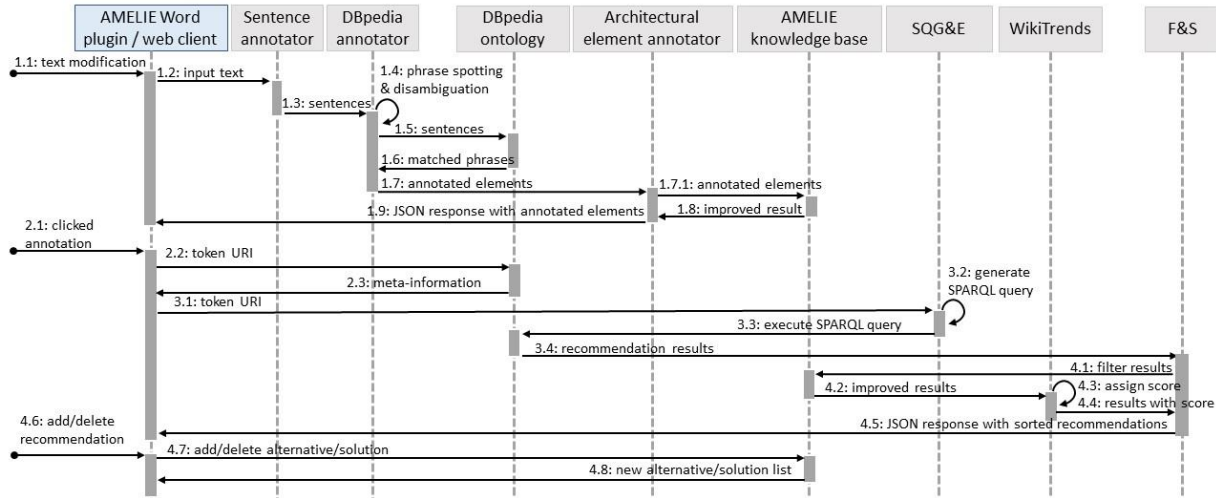 AMELIE Word
plugin / web client
Sentence
annotator
DBpedia
annotator
DBpedia
ontology
Architectural
element annotator
AMELIE
knowledge base
SQG&E
WikiTrends
F&S
1.1: text modification
1.2: input text
1.3: sentences
1.4: phrase spotting
& disambiguation
1.5: sentences
1.6: matched phrases
1.7: annotated elements
1.7.1: annotated elements
1.8: improved result
1.9: JSON response with annotated elements
2.1: clicked
annotation
2.2: token URI
2.3: meta-information
3.1: token URI
3.2: generate
SPARQL query
3.3: execute SPARQL query
3.4: recommendation results
4.1: filter results
4.2: improved results
4.3: assign score
4.4: results with score
4.5: JSON response with sorted recommendations
4.6: add/delete
recommendation
4.7: add/delete alternative/solution
4.8: new alternative/solution list